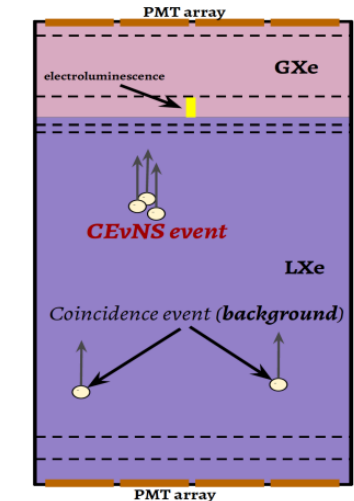 PMT array
GXe
electroluminescence
CEvNS event
LXe
Coincidence event (background)
PMT array